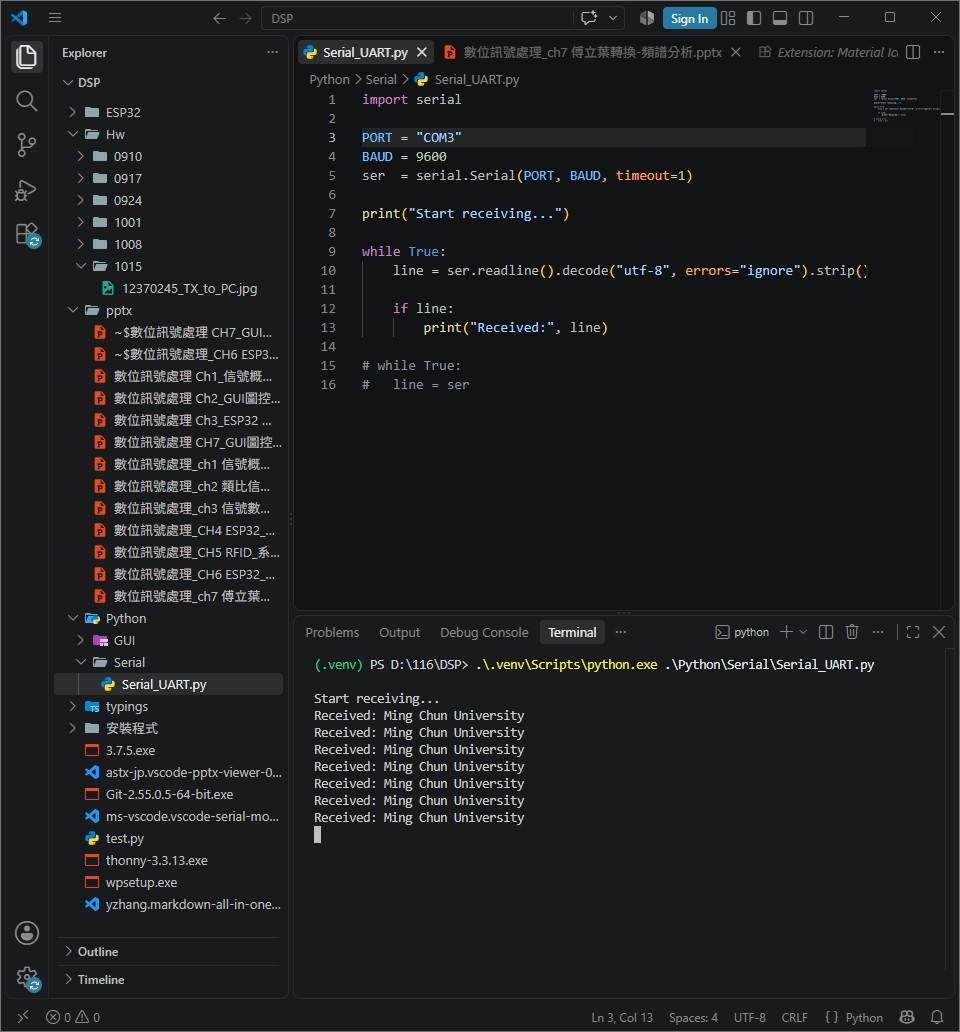 DSP
Sign In
Explorer
DSP
ESP32
Hw
0910
0917
0924
1001
1008
1015
12370245_TX_to_PC.jpg
pptx
~$數位訊號處理 CH7_GUI...
~$數位訊號處理_CH6 ESP3...
數位訊號處理 Ch1_信號概...
數位訊號處理 Ch2_GUI圖控...
數位訊號處理 Ch3_ESP32 ...
數位訊號處理 CH7_GUI圖控...
數位訊號處理_ch1 信號概...
數位訊號處理_ch2 類比信...
數位訊號處理_ch3 信號數...
數位訊號處理_CH4 ESP32_...
數位訊號處理_CH5 RFID_系...
數位訊號處理_CH6 ESP32_...
數位訊號處理_ch7 傅立葉...
Python
GUI
Serial
Serial_UART.py
typings
安裝程式
3.7.5.exe
astx-jp.vscode-pptx-viewer-0...
Git-2.55.0.5-64-bit.exe
ms-vscode.vscode-serial-mo...
test.py
thonny-3.3.13.exe
wpsetup.exe
yzhang.markdown-all-in-one...
Outline
Timeline
Serial_UART.py
數位訊號處理_ch7 傅立葉轉換-頻譜分析.pptx
Extension: Material Ic
Python > Serial > Serial_UART.py
1 import serial
2
3 PORT = "COM3"
4 BAUD = 9600
5 ser  = serial.Serial(PORT, BAUD, timeout=1)
6
7 print("Start receiving...")
8
9 while True:
10     line = ser.readline().decode("utf-8", errors="ignore").strip()
11
12     if line:
13         print("Received:", line)
14
15 # while True:
16 #   line = ser
Problems
Output
Debug Console
Terminal
python
(.venv) PS D:\116\DSP> .\.venv\Scripts\python.exe .\Python\Serial\Serial_UART.py
Start receiving...
Received: Ming Chun University
Received: Ming Chun University
Received: Ming Chun University
Received: Ming Chun University
Received: Ming Chun University
Received: Ming Chun University
Received: Ming Chun University
0 0
Ln 3, Col 13
Spaces: 4
UTF-8
CRLF
{ } Python